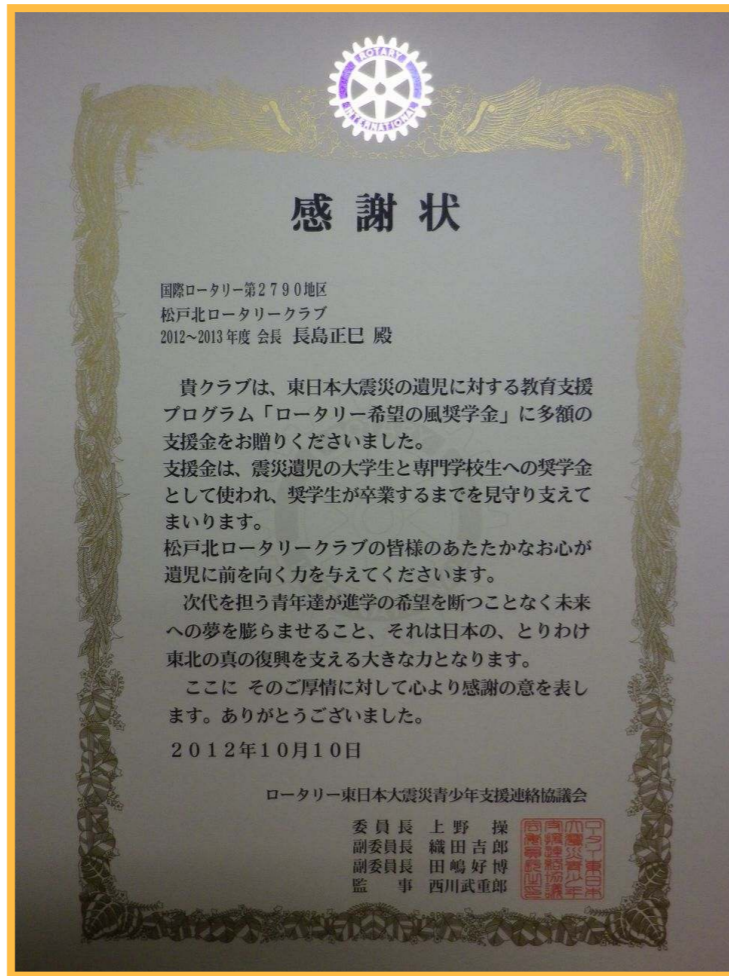 ROTARY
INTERNATIONAL
感謝状
国際ロータリー第2790地区
松戸北ロータリークラブ
2012~2013年度 会長 長島正巳 殿
貴クラブは、東日本大震災の遺児に対する教育支援
プログラム「ロータリー希望の風奨学金」に多額の
支援金をお贈りくださいました。
支援金は、震災遺児の大学生と専門学校生への奨学金
として使われ、奨学生が卒業するまでを見守り支えて
まいります。
松戸北ロータリークラブの皆様のあたたかなお心が
遺児に前を向く力を与えてくださいます。
次代を担う青年達が進学の希望を断つことなく未来
への夢を膨らませること、それは日本の、とりわけ
東北の真の復興を支える大きな力となります。
ここに そのご厚情に対して心より感謝の意を表し
ます。ありがとうございました。
2012年10月10日
ロータリー東日本大震災青少年支援連絡協議会
委員長 上野 操
副委員長 織田吉郎
副委員長 田嶋好博
監事 西川武重郎